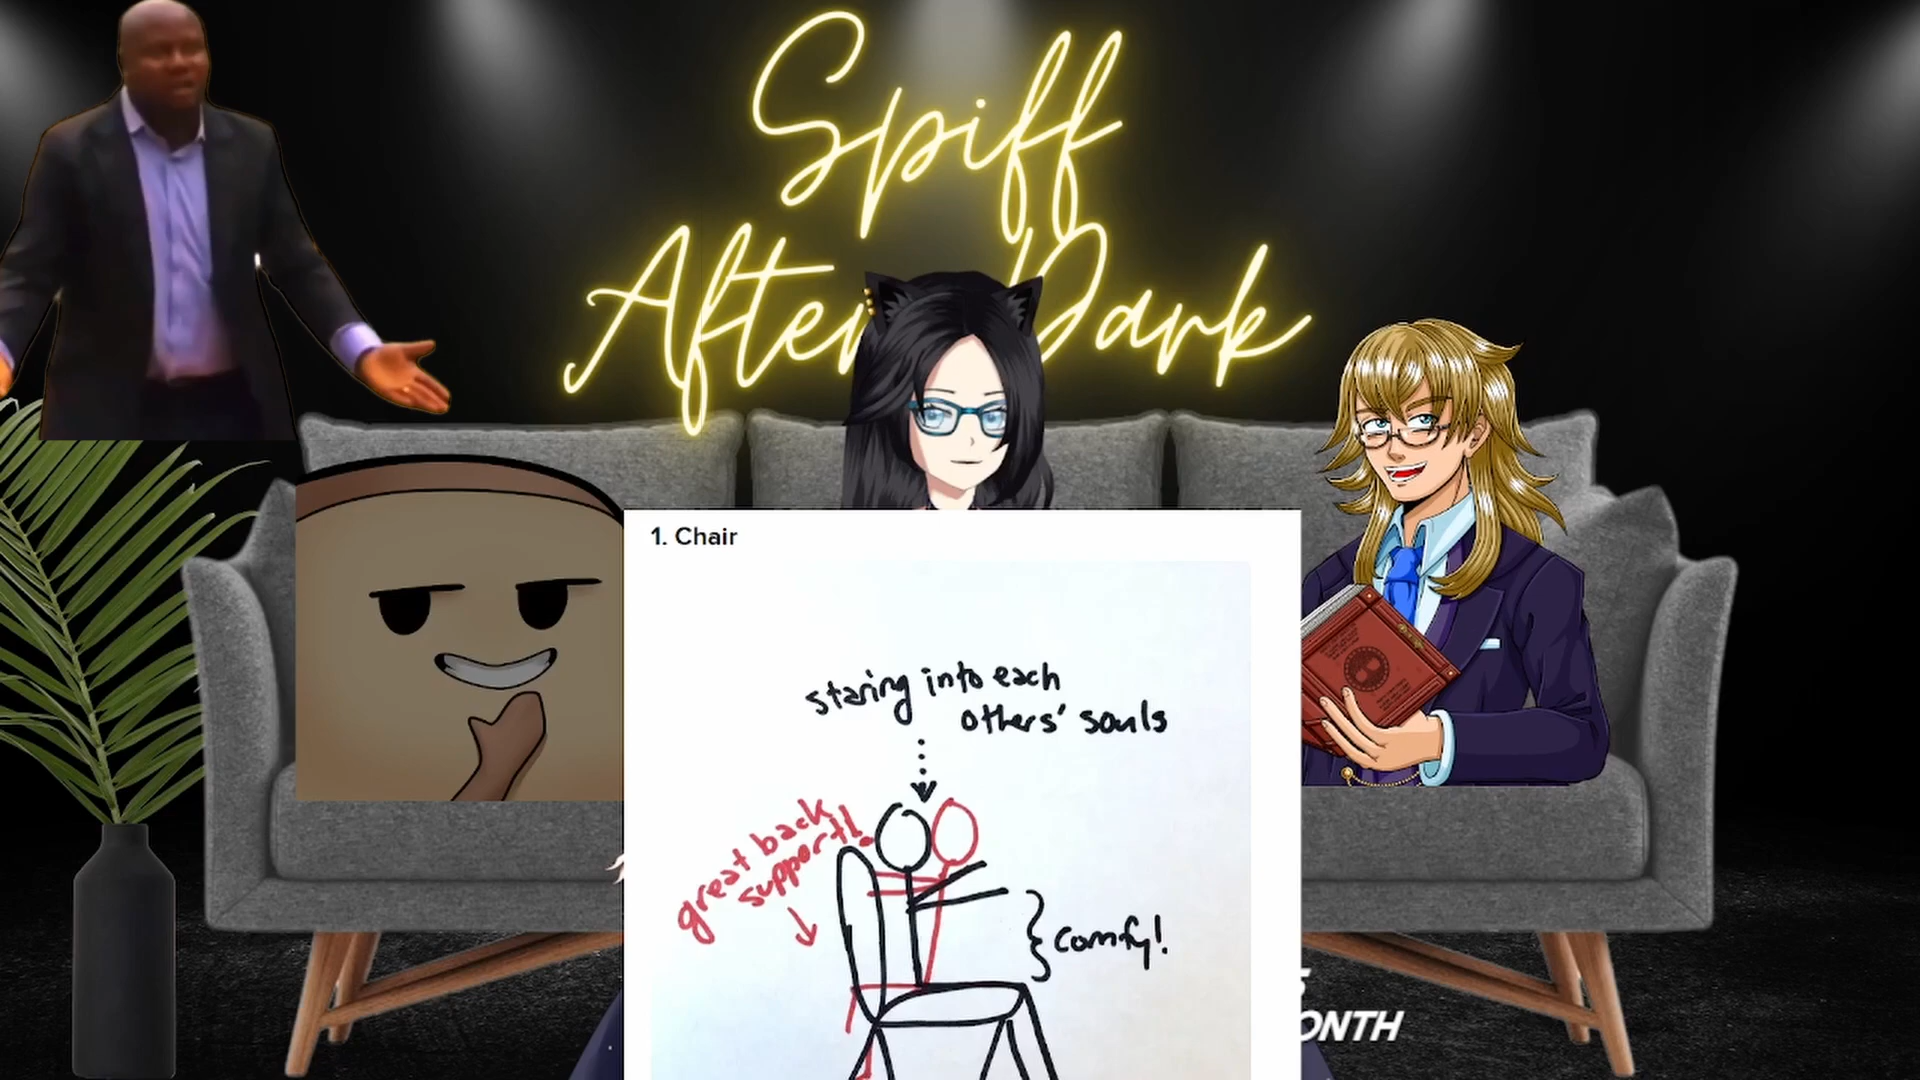 Spiff
After Dark
1. Chair
staring into each
others' souls
great back
support!
comfy!
ONTH